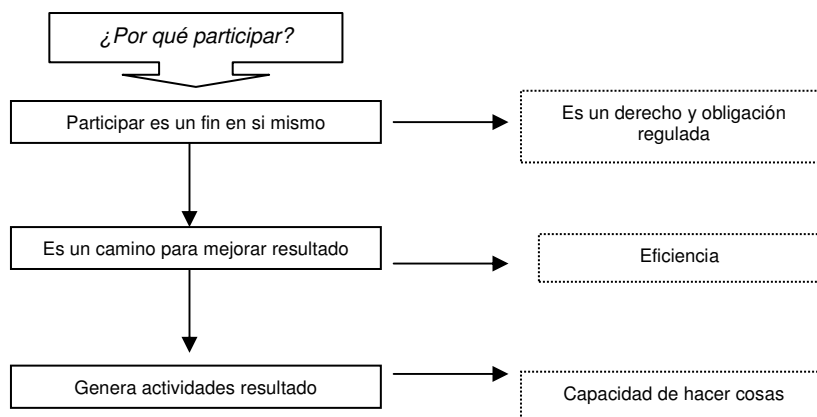 ¿Por qué participar?
Participar es un fin en si mismo
Es un derecho y obligación
regulada
Es un camino para mejorar resultado
Eficiencia
Genera actividades resultado
Capacidad de hacer cosas